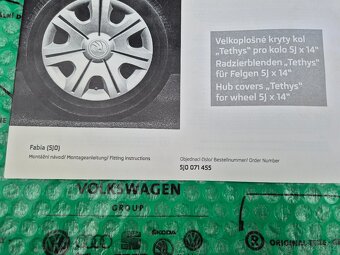 Velkoplošné kryty kol
„Tethys“ pro kola 5J x 14“
Radzierblenden „Tethys“
für Felgen 5J x 14“
Hub covers „Tethys“
for wheel 5J x 14“
Fabia (5J0)
Montážní návod/ Montageanleitung/ Fitting instructions
Objednací číslo/ Bestellnummer/ Order Number
5J0 071 455
VOLKSWAGEN
GROUP
ŠKODA
ORIGINAL TEILE